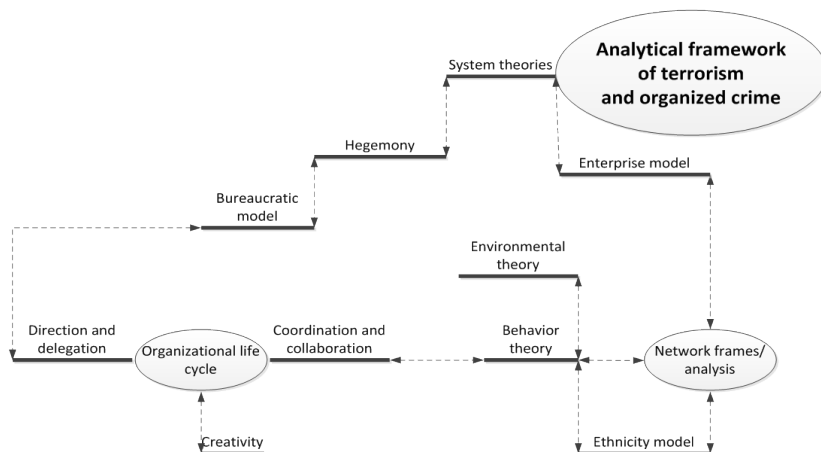 System theories
Analytical framework
of terrorism
and organized crime
Hegemony
Enterprise model
Bureaucratic
model
Environmental
theory
Direction and
delegation
Organizational life
cycle
Coordination and
collaboration
Behavior
theory
Network frames/
analysis
Creativity
Ethnicity model